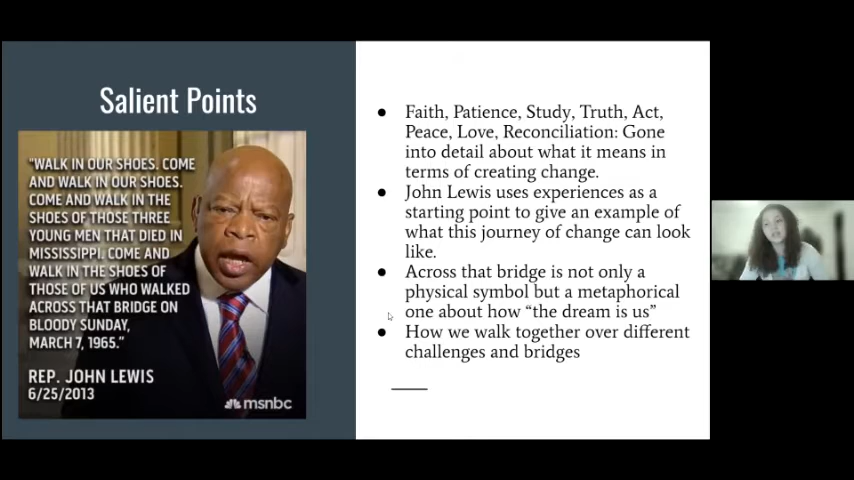 Salient Points
"WALK IN OUR SHOES. COME
AND WALK IN OUR SHOES.
COME AND WALK IN THE
SHOES OF THOSE THREE
YOUNG MEN THAT DIED IN
MISSISSIPPI. COME AND
WALK IN THE SHOES OF
THOSE OF US WHO WALKED
ACROSS THAT BRIDGE ON
BLOODY SUNDAY,
MARCH 7, 1965."
REP. JOHN LEWIS
6/25/2013
msnbc
● Faith, Patience, Study, Truth, Act,
Peace, Love, Reconciliation: Gone
into detail about what it means in
terms of creating change.
● John Lewis uses experiences as a
starting point to give an example of
what this journey of change can look
like.
● Across that bridge is not only a
physical symbol but a metaphorical
one about how “the dream is us”
● How we walk together over different
challenges and bridges